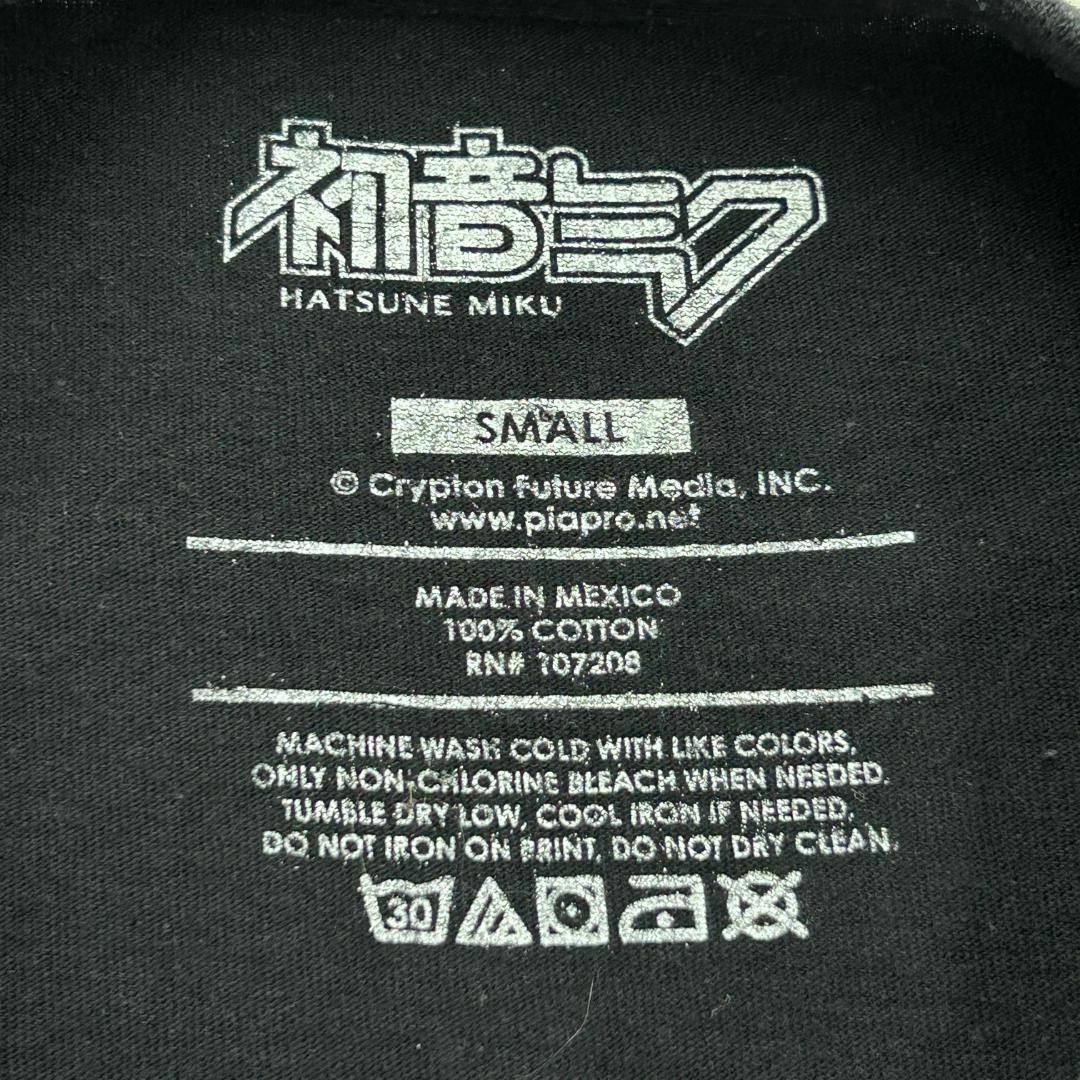 初音ミク
HATSUNE MIKU
SMALL
© Crypton Future Media, INC.
www.piapro.net
MADE IN MEXICO
100% COTTON
RN# 107208
MACHINE WASH COLD WITH LIKE COLORS.
ONLY NON-CHLORINE BLEACH WHEN NEEDED.
TUMBLE DRY LOW, COOL IRON IF NEEDED.
DO NOT IRON ON PRINT. DO NOT DRY CLEAN.
30